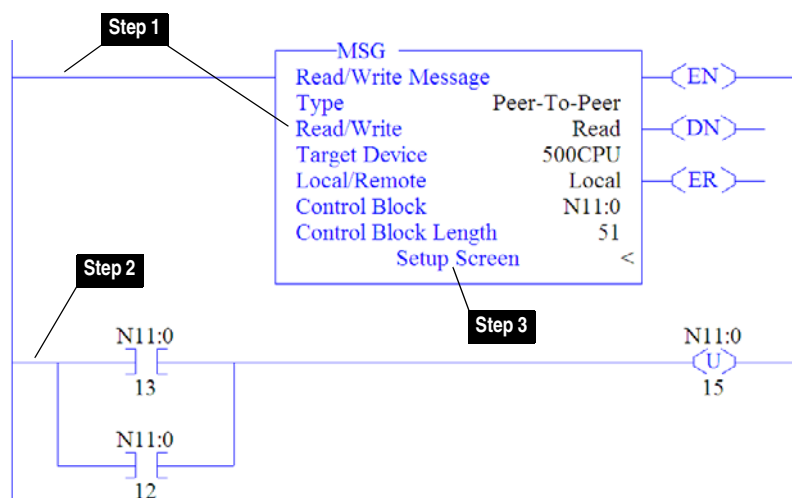 Step 1
MSG
Read/Write Message
EN
Type Peer-To-Peer
Read/Write Read
DN
Target Device 500CPU
Local/Remote Local
ER
Control Block N11:0
Control Block Length 51
Setup Screen <
Step 2
Step 3
N11:0
13
N11:0
U
15
N11:0
12